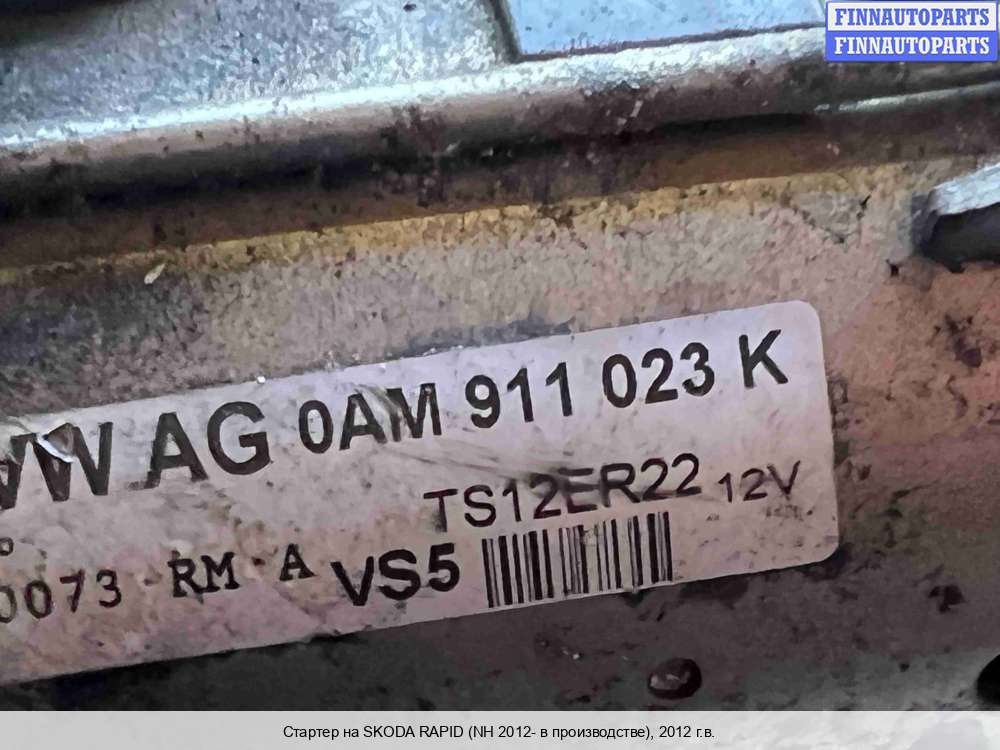 FINNAUTOPARTS
FINNAUTOPARTS
VW AG 0AM 911 023 K
TS12ER22 12V
0073 RM A VS5
Стартер на SKODA RAPID (NH 2012- в производстве), 2012 г.в.